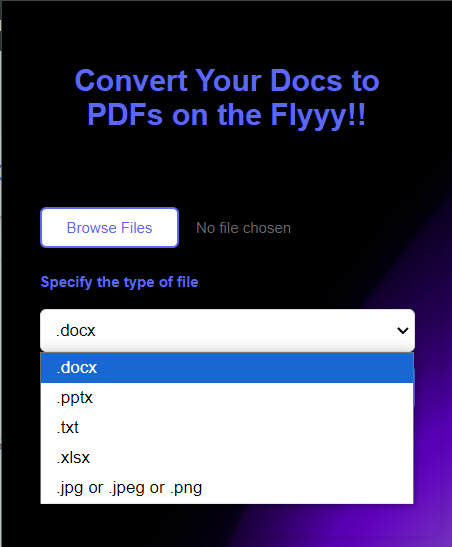 Convert Your Docs to
PDFs on the Flyyy!!
Browse Files No file chosen
Specify the type of file
.docx
.docx
.pptx
.txt
.xlsx
.jpg or .jpeg or .png